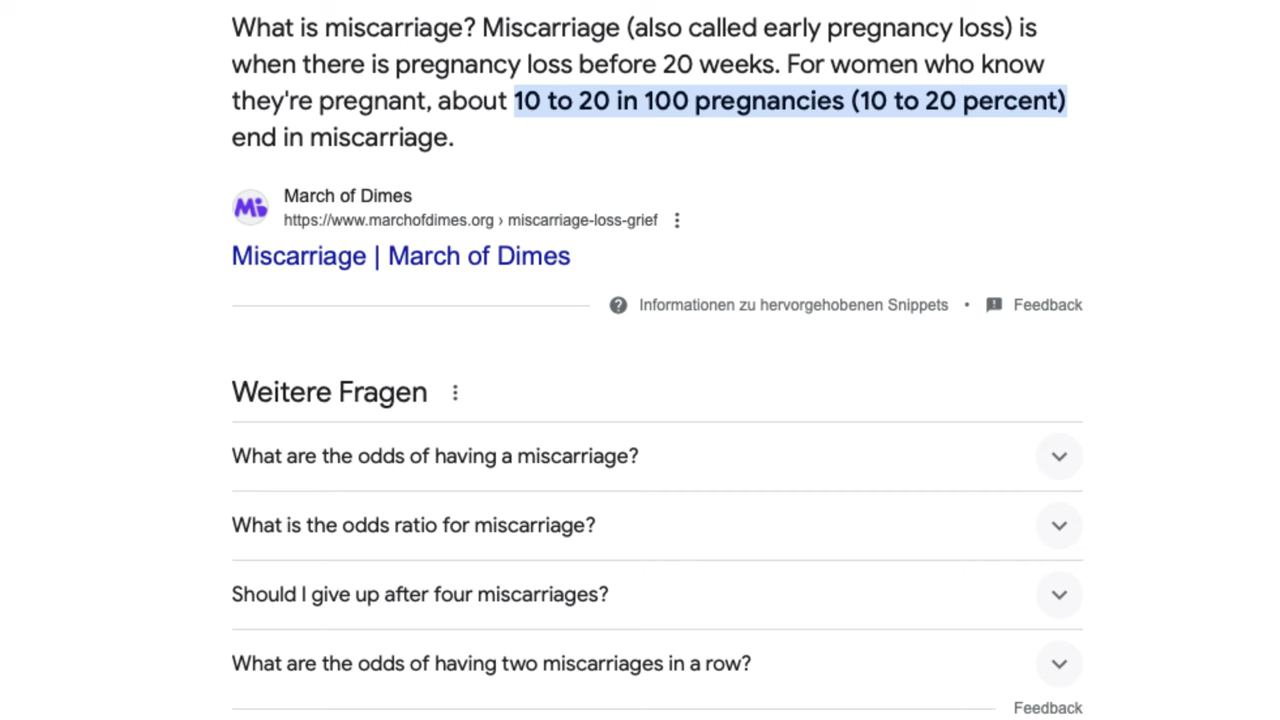 What is miscarriage? Miscarriage (also called early pregnancy loss) is
when there is pregnancy loss before 20 weeks. For women who know
they're pregnant, about 10 to 20 in 100 pregnancies (10 to 20 percent)
end in miscarriage.
March of Dimes
https://www.marchofdimes.org › miscarriage-loss-grief
Miscarriage | March of Dimes
Informationen zu hervorgehobenen Snippets • Feedback
Weitere Fragen
What are the odds of having a miscarriage?
What is the odds ratio for miscarriage?
Should I give up after four miscarriages?
What are the odds of having two miscarriages in a row?
Feedback